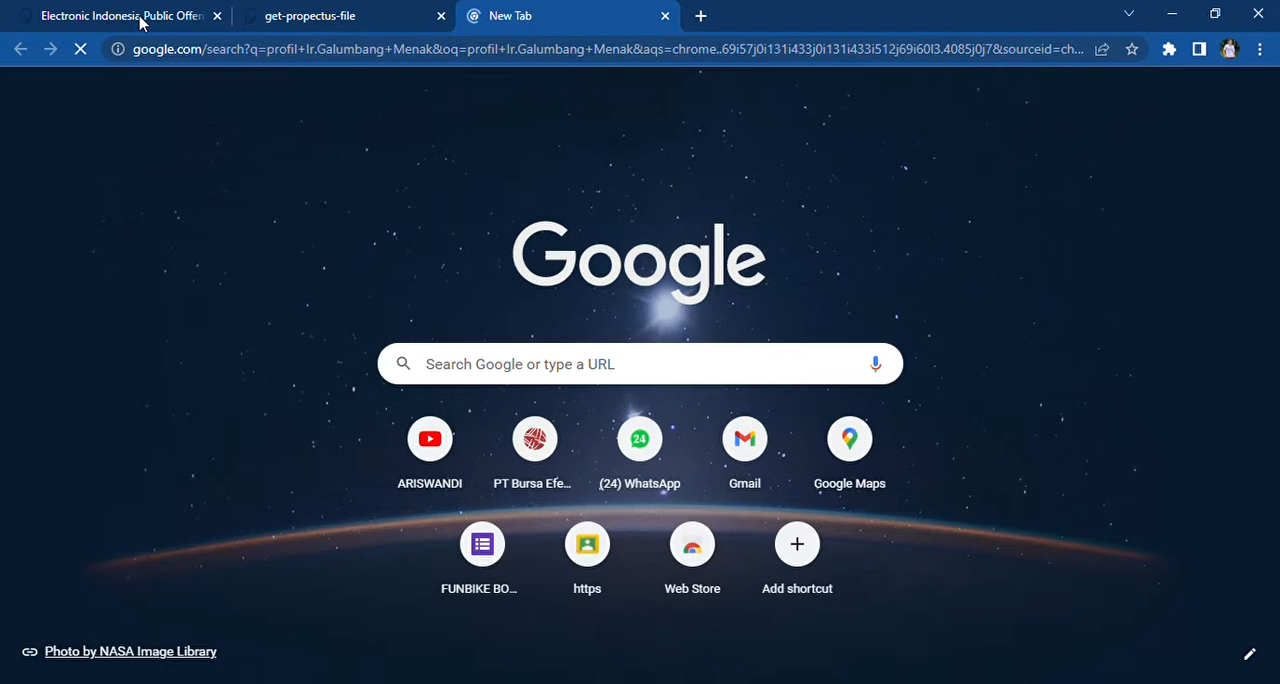 Electronic Indonesia Public Offeri
get-propectus-file
New Tab
google.com/search?q=profil+Ir.Galumbang+Menak&oq=profil+Ir.Galumbang+Menak&aqs=chrome..69i57j0i131i433j0i131i433i512j69i60l3.4085j0j7&sourceid=ch...
Google
Search Google or type a URL
24
ARISWANDI
PT Bursa Efe...
(24) WhatsApp
Gmail
Google Maps
FUNBIKE BO...
https
Web Store
Add shortcut
Photo by NASA Image Library